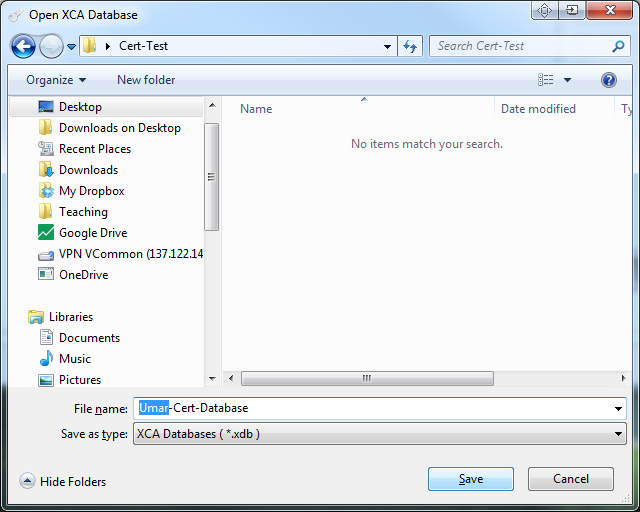 Open XCA Database
Cert-Test
Search Cert-Test
Organize
New folder
Name
Date modified
Ty
No items match your search.
Desktop
Downloads on Desktop
Recent Places
Downloads
My Dropbox
Teaching
Google Drive
VPN VCommon (137.122.14
OneDrive
Libraries
Documents
Music
Pictures
File name: Umar-Cert-Database
Save as type: XCA Databases ( *.xdb )
Hide Folders
Save
Cancel